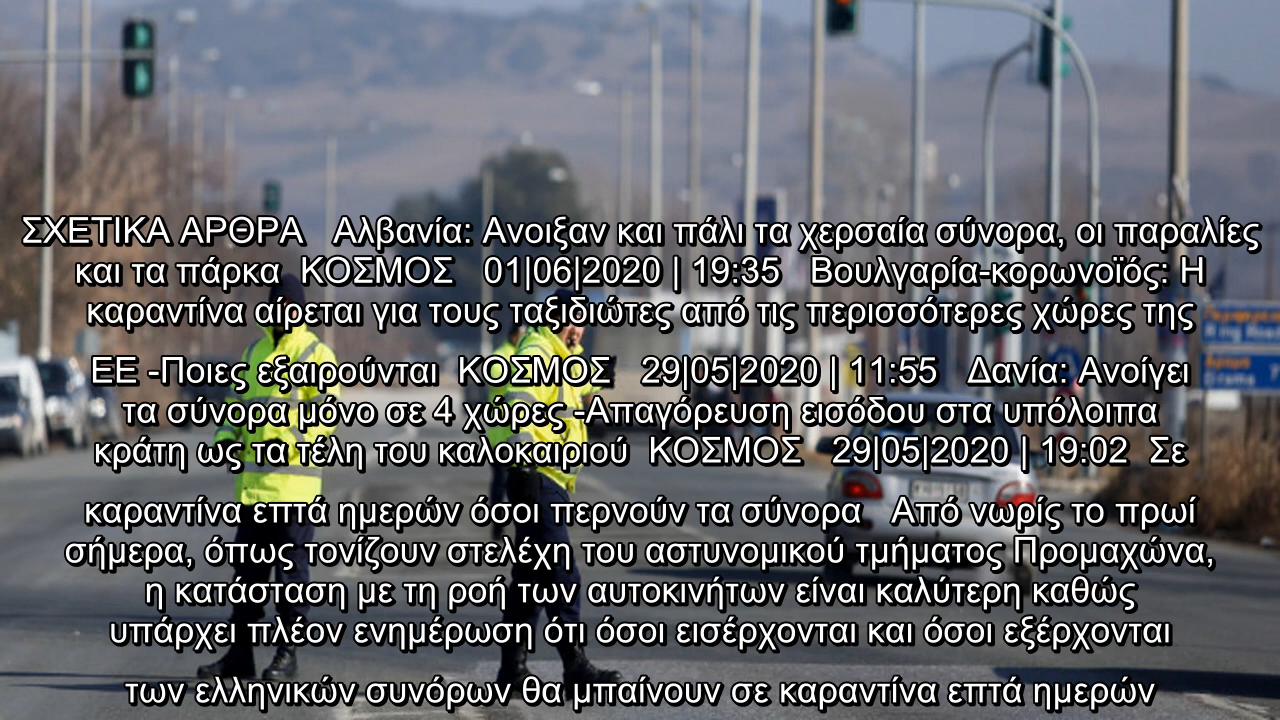 ΣΧΕΤΙΚΑ ΑΡΘΡΑ Αλβανία: Ανοιξαν και πάλι τα χερσαία σύνορα, οι παραλίες
και τα πάρκα ΚΟΣΜΟΣ 01|06|2020 | 19:35 Βουλγαρία-κορωνοϊός: Η
καραντίνα αίρεται για τους ταξιδιώτες από τις περισσότερες χώρες της
ΕΕ -Ποιες εξαιρούνται ΚΟΣΜΟΣ 29|05|2020 | 11:55 Δανία: Ανοίγει
τα σύνορα μόνο σε 4 χώρες -Απαγόρευση εισόδου στα υπόλοιπα
κράτη ως τα τέλη του καλοκαιριού ΚΟΣΜΟΣ 29|05|2020 | 19:02 Σε
καραντίνα επτά ημερών όσοι περνούν τα σύνορα Από νωρίς το πρωί
σήμερα, όπως τονίζουν στελέχη του αστυνομικού τμήματος Προμαχώνα,
η κατάσταση με τη ροή των αυτοκινήτων είναι καλύτερη καθώς
υπάρχει πλέον ενημέρωση ότι όσοι εισέρχονται και όσοι εξέρχονται
των ελληνικών συνόρων θα μπαίνουν σε καραντίνα επτά ημερών